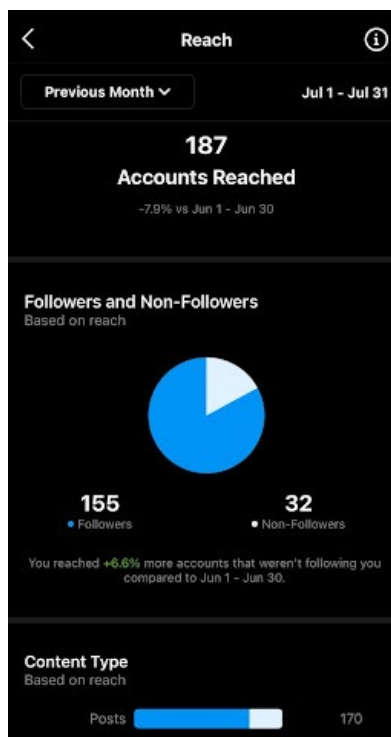 Reach
Previous Month
Jul 1 - Jul 31
187
Accounts Reached
-7.9% vs Jun 1 - Jun 30
Followers and Non-Followers
Based on reach
155
32
Followers
Non-Followers
You reached +6.6% more accounts that weren't following you
compared to Jun 1 - Jun 30.
Content Type
Based on reach
Posts
170